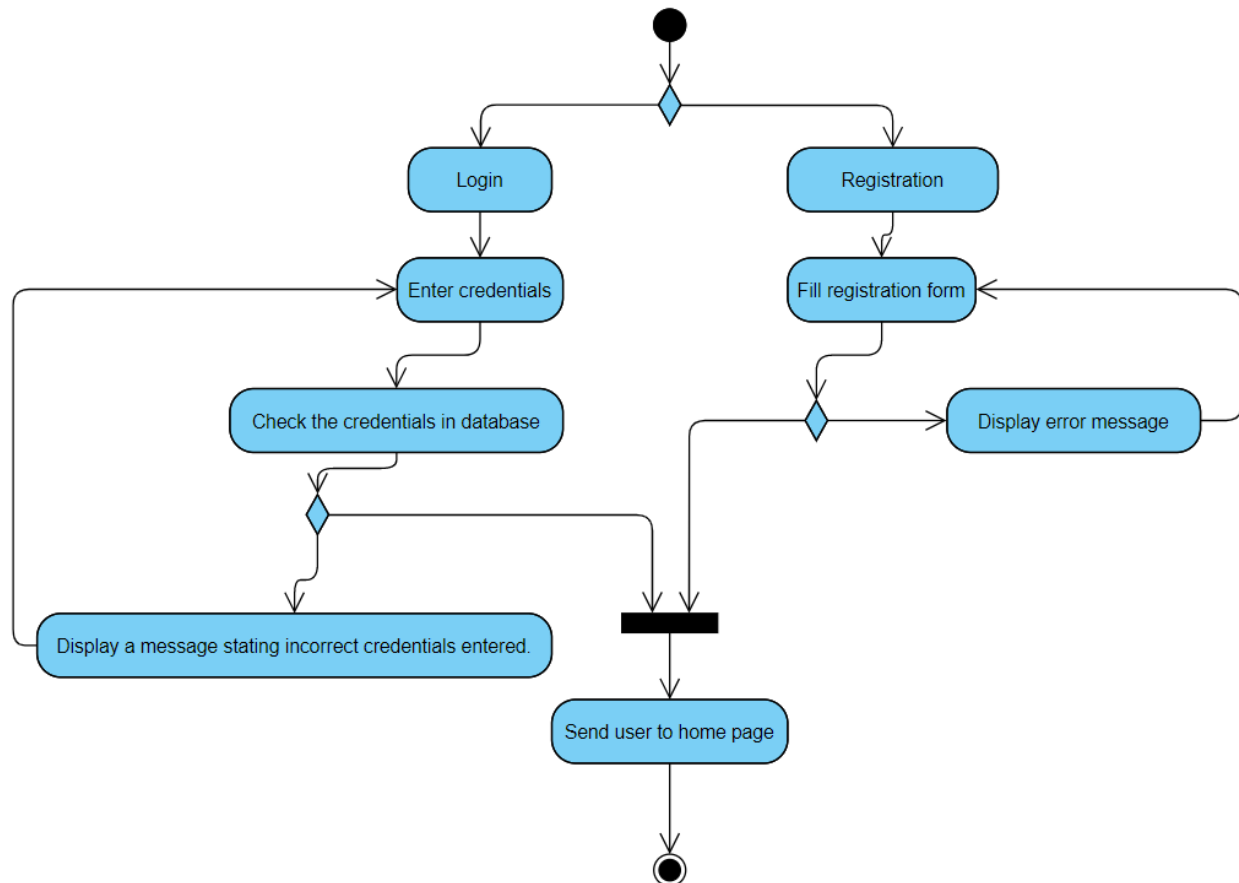 Login
Registration
Enter credentials
Fill registration form
Check the credentials in database
Display error message
Display a message stating incorrect credentials entered.
Send user to home page